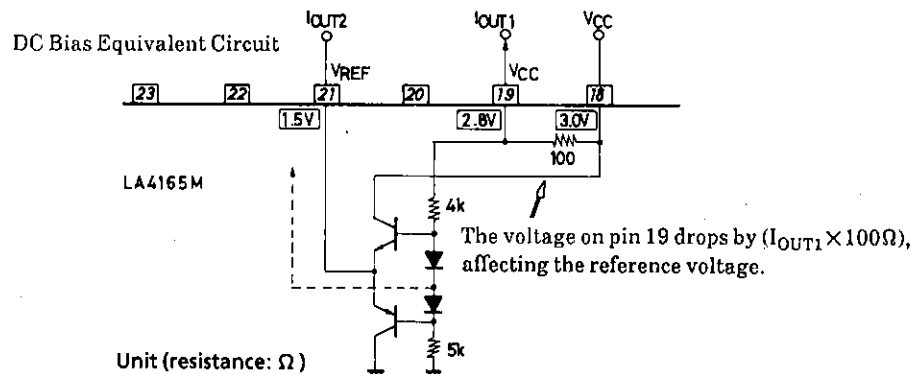 IOUT2
IOUT1
VCC
DC Bias Equivalent Circuit
VREF
VCC
23 22 21 20 19 18
1.5V 2.8V 3.0V
100
LA4165M
4k
The voltage on pin 19 drops by (IOUT1×100Ω),
affecting the reference voltage.
5k
Unit (resistance: Ω)